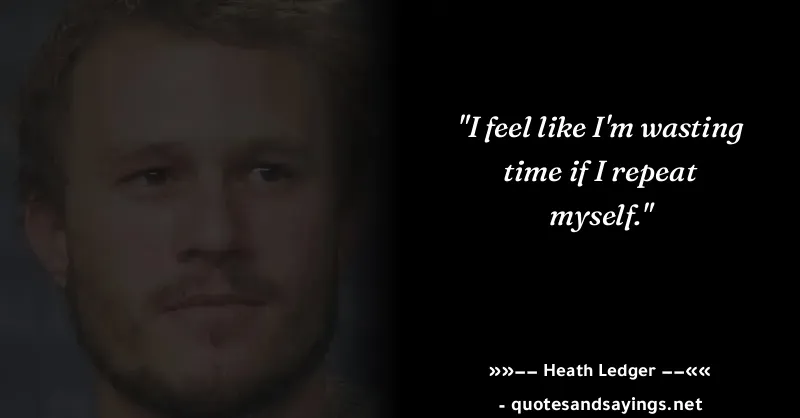 "I feel like I'm wasting
time if I repeat
myself."
»»–– Heath Ledger ––««
- quotesandsayings.net